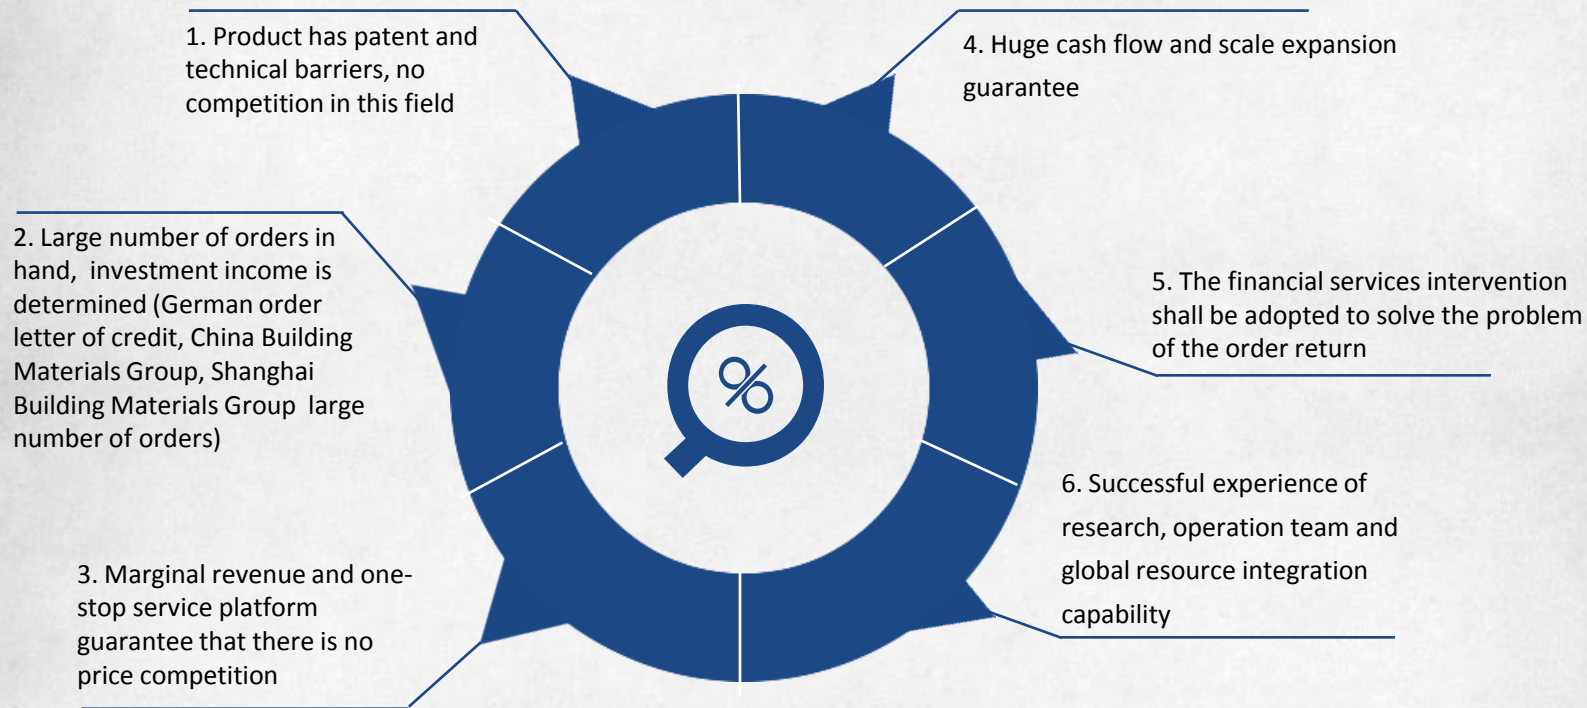 1. Product has patent and
technical barriers, no
competition in this field
2. Large number of orders in
hand,  investment income is
determined (German order
letter of credit, China Building
Materials Group, Shanghai
Building Materials Group  large
number of orders)
3. Marginal revenue and one-
stop service platform
guarantee that there is no
price competition
4. Huge cash flow and scale expansion
guarantee
5. The financial services intervention
shall be adopted to solve the problem
of the order return
6. Successful experience of
research, operation team and
global resource integration
capability
%